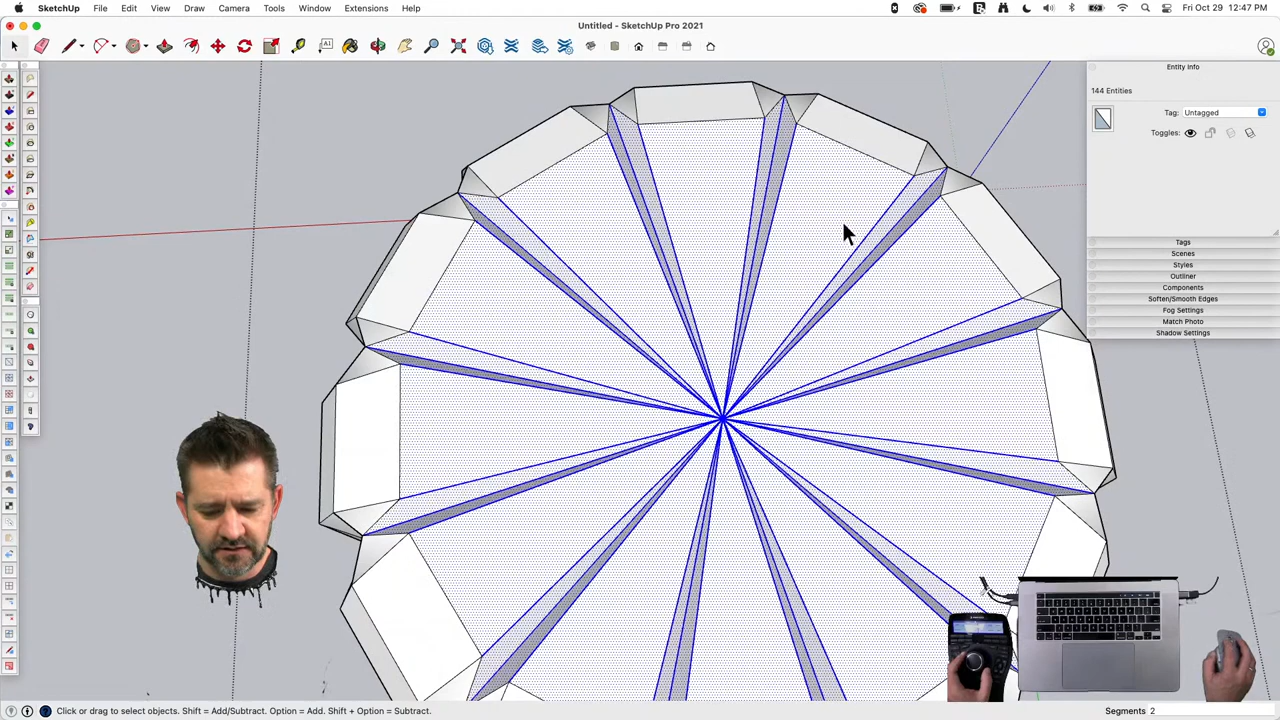 SketchUp File Edit View Draw Camera Tools Window Extensions Help Fri Oct 29 12:47 PM
Untitled - SketchUp Pro 2021
Entity Info
144 Entities
Tag: Untagged
Toggles:
Tags
Scenes
Styles
Outliner
Components
Soften/Smooth Edges
Fog Settings
Match Photo
Shadow Settings
Click or drag to select objects. Shift = Add/Subtract. Option = Add. Shift + Option = Subtract. Segments 2